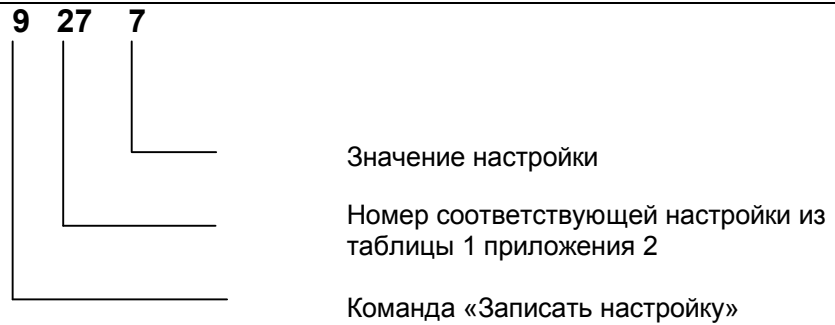 9 27 7
Значение настройки
Номер соответствующей настройки из
таблицы 1 приложения 2
Команда «Записать настройку»